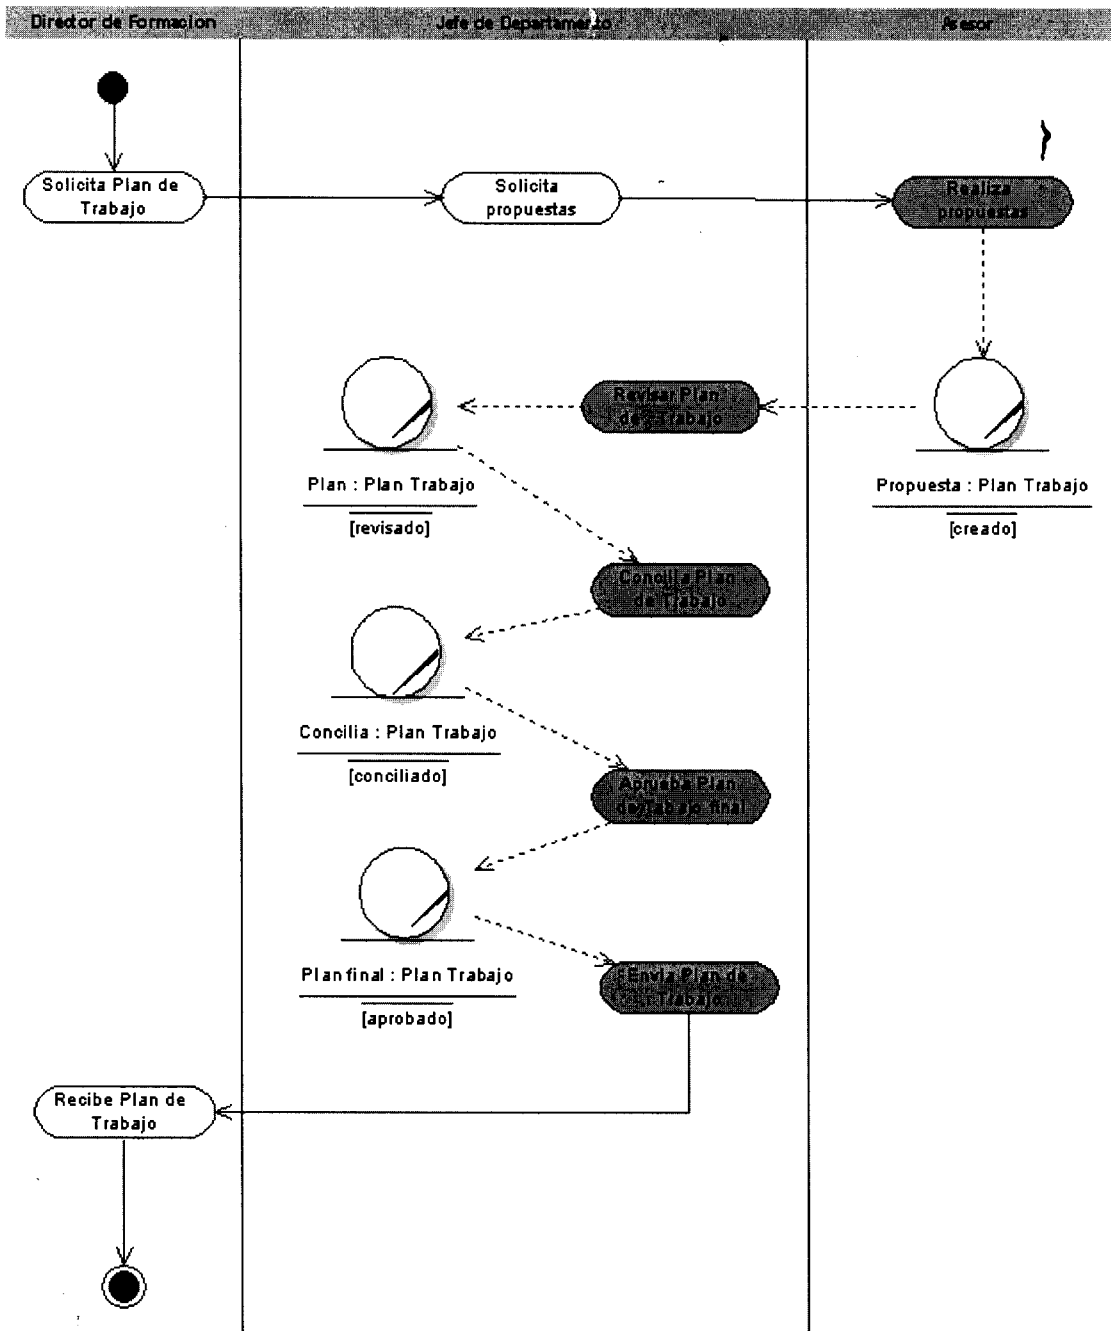 Director de Formacion
Jefe de Departamento
Asesor
Solicita Plan de
Trabajo
Solicita
propuestas
Realiza
propuestas
Revisar Plan
de Trabajo
Plan : Plan Trabajo
[revisado]
Propuesta : Plan Trabajo
[creado]
Concilia Plan
de Trabajo
Concilia : Plan Trabajo
[conciliado]
Aprueba Plan
de Trabajo final
Plan final : Plan Trabajo
[aprobado]
Envia Plan de
Trabajo
Recibe Plan de
Trabajo